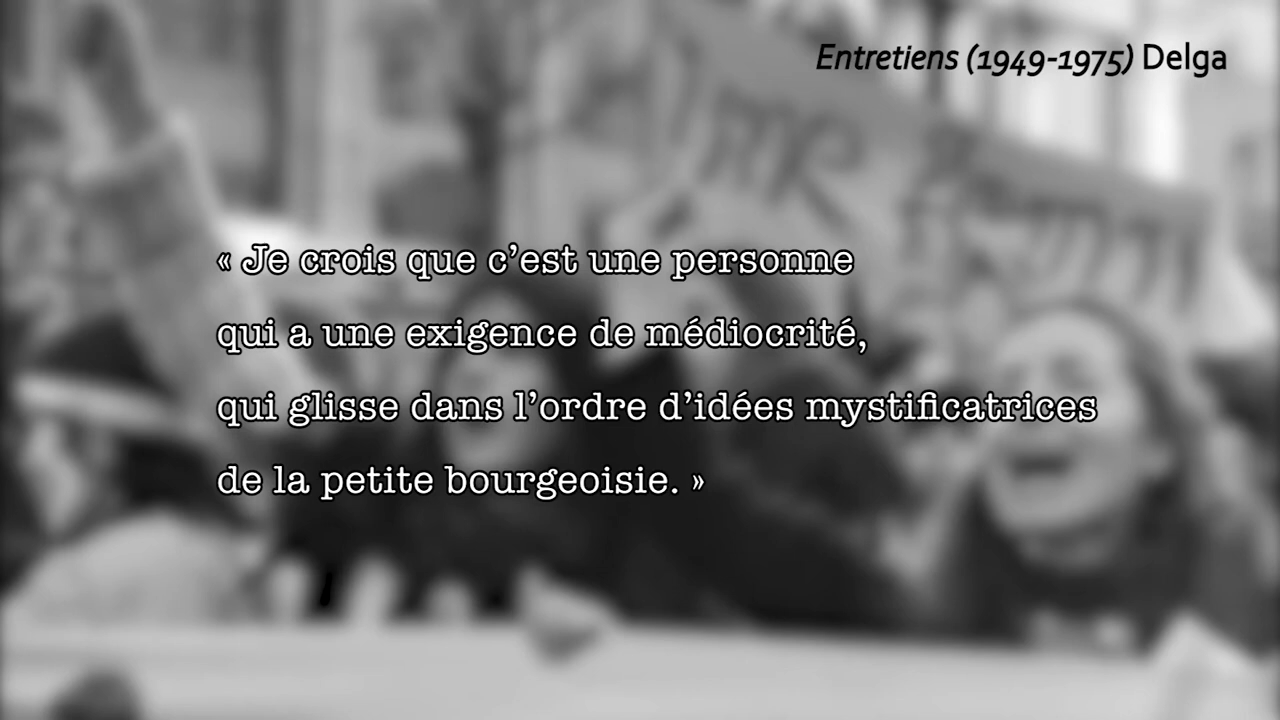 Entretiens (1949-1975) Delga
« Je crois que c’est une personne
qui a une exigence de médiocrité,
qui glisse dans l’ordre d’idées mystificatrices
de la petite bourgeoisie. »